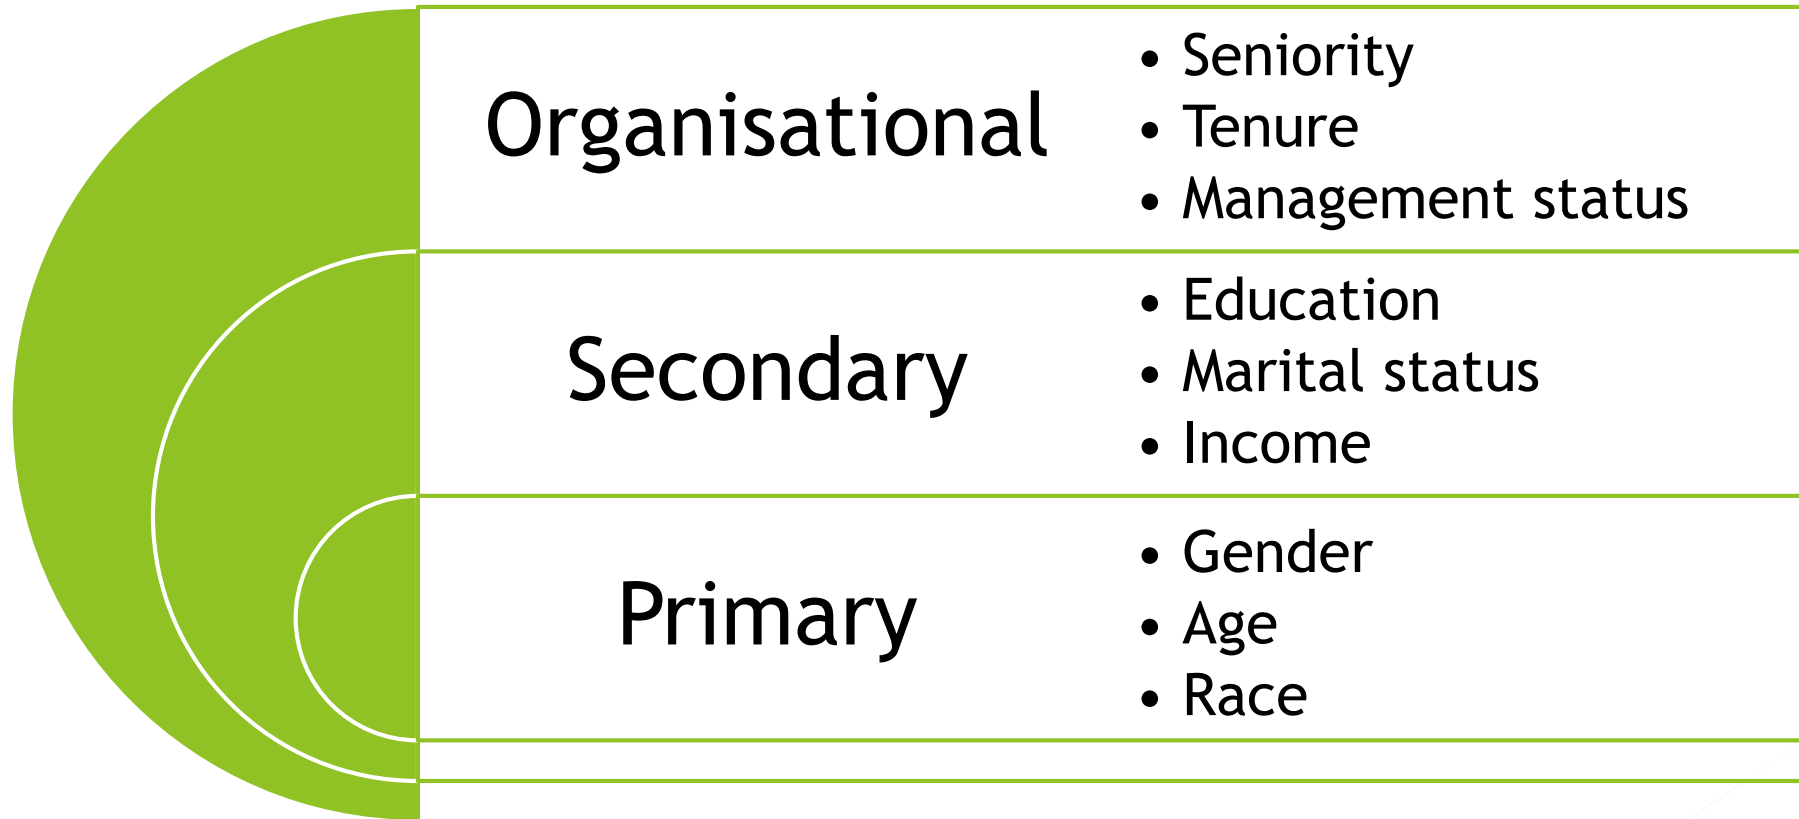 Organisational
• Seniority
• Tenure
• Management status
Secondary
• Education
• Marital status
• Income
Primary
• Gender
• Age
• Race